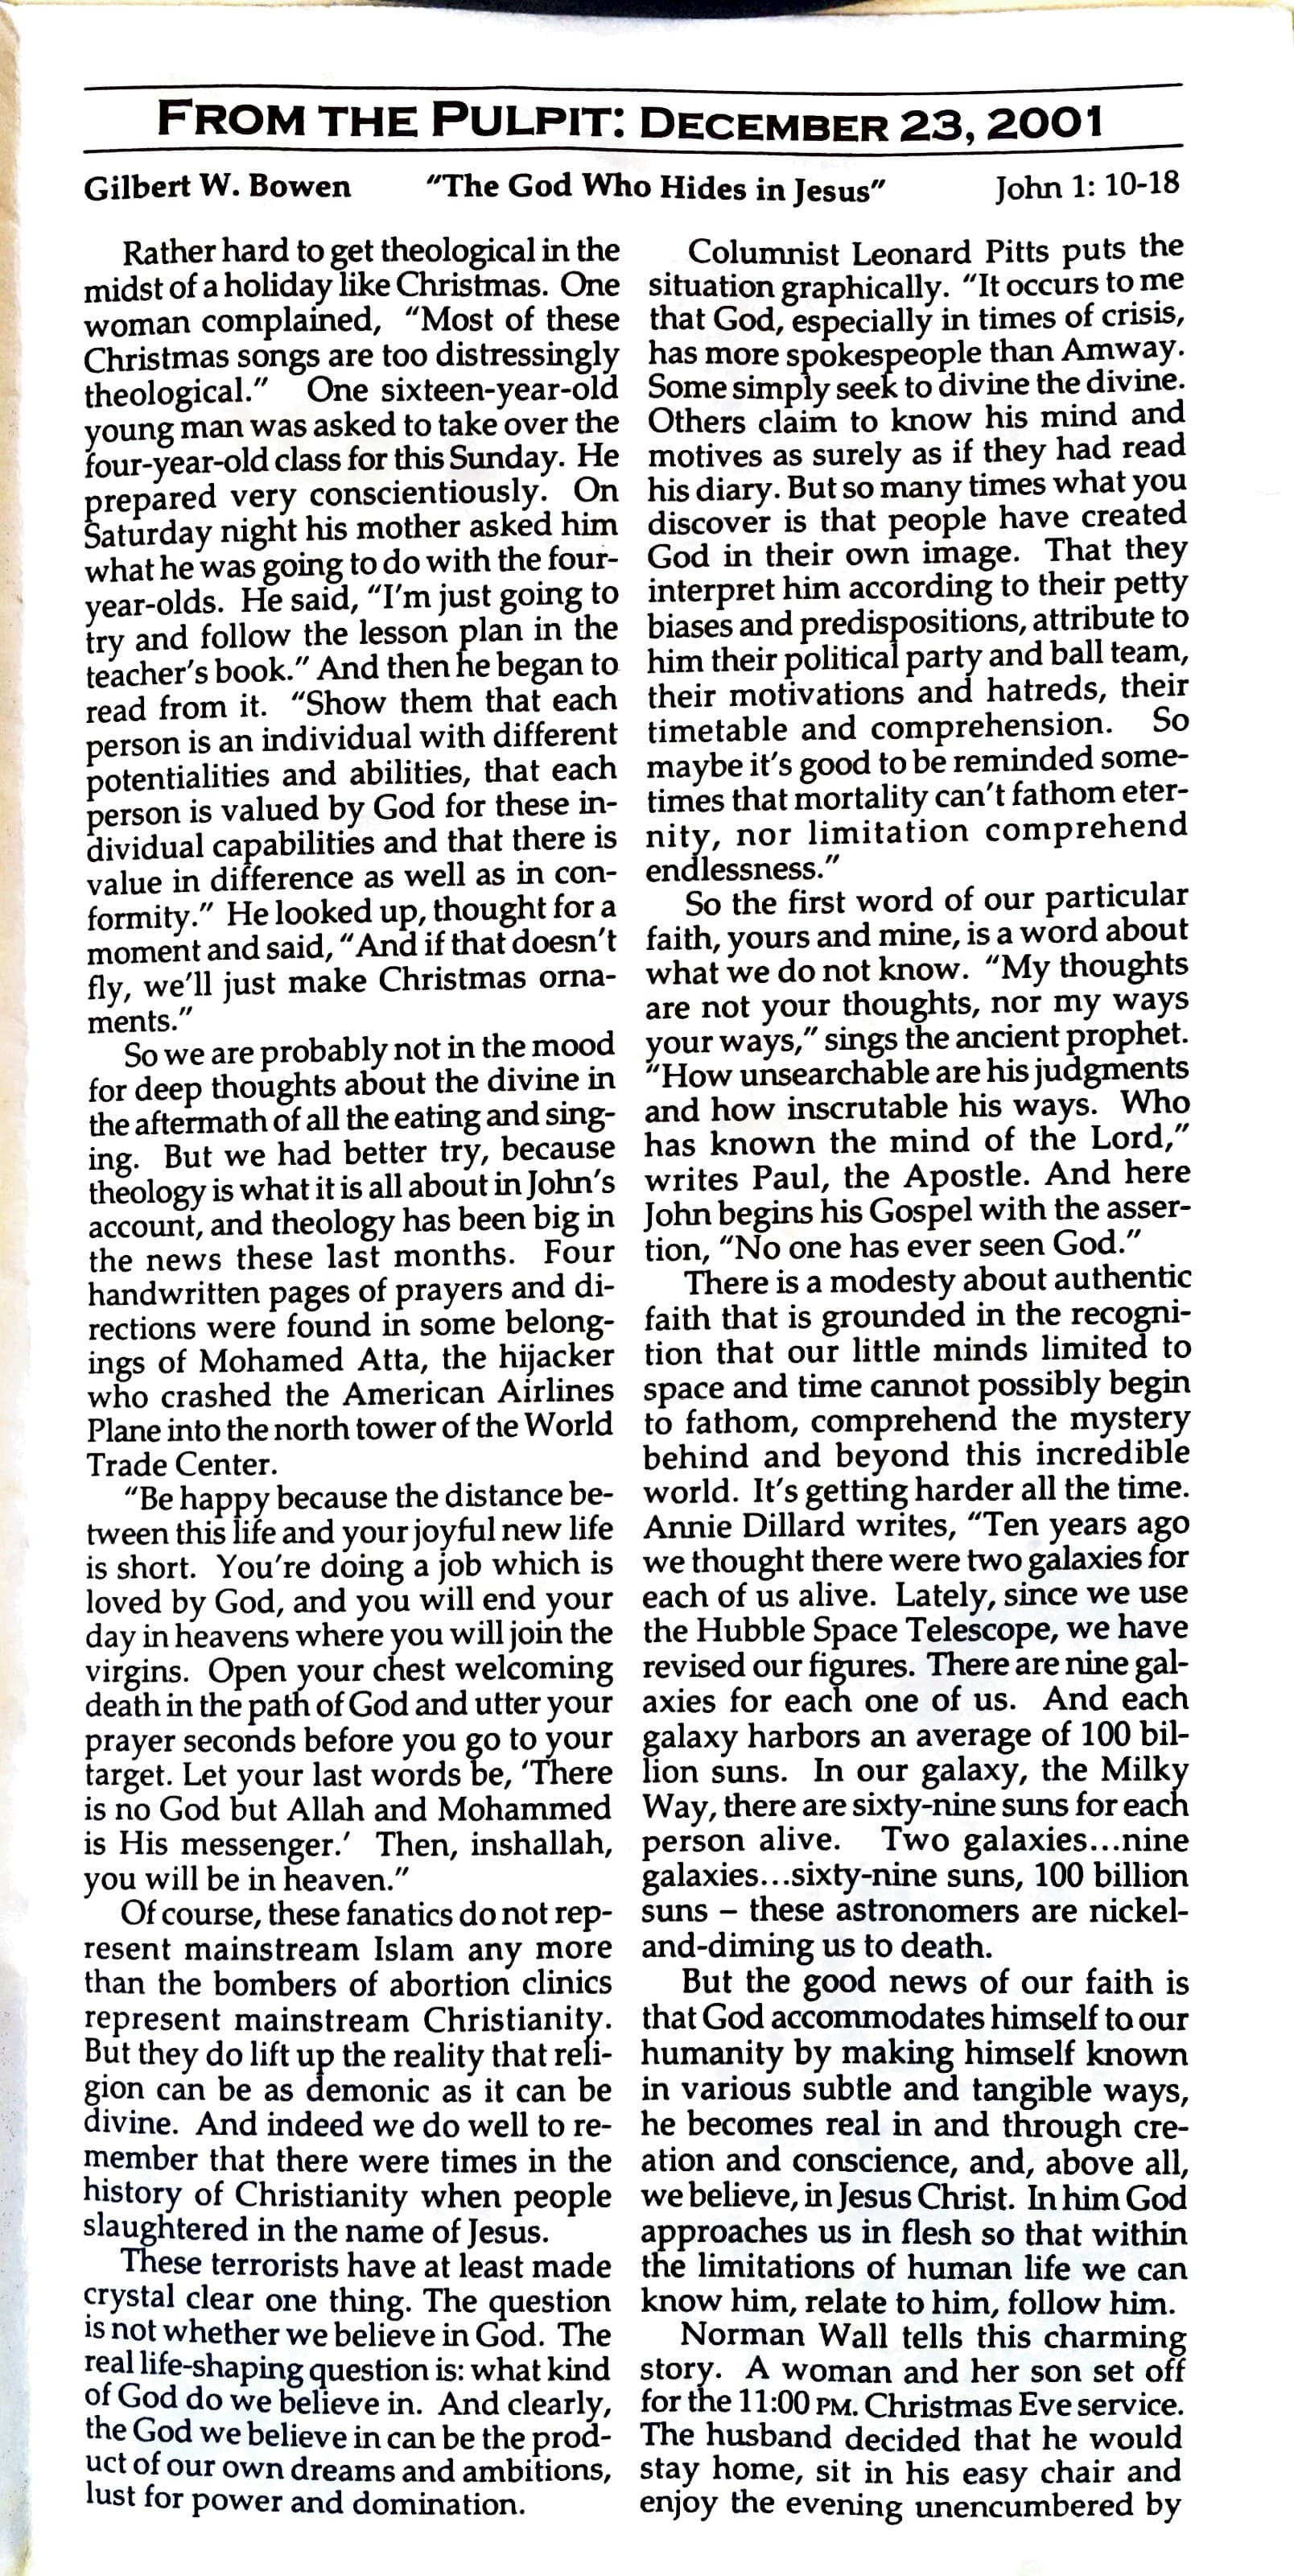 FROM THE PULPIT: DECEMBER 23, 2001
Gilbert W. Bowen "The God Who Hides in Jesus" John 1: 10-18
Rather hard to get theological in the
midst of a holiday like Christmas. One
woman complained, "Most of these
Christmas songs are too distressingly
theological." One sixteen-year-old
young man was asked to take over the
four-year-old class for this Sunday. He
prepared very conscientiously. On
Saturday night his mother asked him
what he was going to do with the four-
year-olds. He said, "I'm just going to
try and follow the lesson plan in the
teacher's book." And then he began to
read from it. "Show them that each
person is an individual with different
potentialities and abilities, that each
person is valued by God for these in-
dividual capabilities and that there is
value in difference as well as in con-
formity." He looked up, thought for a
moment and said, "And if that doesn't
fly, we'll just make Christmas orna-
ments."
So we are probably not in the mood
for deep thoughts about the divine in
the aftermath of all the eating and sing-
ing. But we had better try, because
theology is what it is all about in John's
account, and theology has been big in
the news these last months. Four
handwritten pages of prayers and di-
rections were found in some belong-
ings of Mohamed Atta, the hijacker
who crashed the American Airlines
Plane into the north tower of the World
Trade Center.
"Be happy because the distance be-
tween this life and your joyful new life
is short. You're doing a job which is
loved by God, and you will end your
day in heavens where you will join the
virgins. Open your chest welcoming
death in the path of God and utter your
prayer seconds before you go to your
target. Let your last words be, 'There
is no God but Allah and Mohammed
is His messenger.' Then, inshallah,
you will be in heaven."
Of course, these fanatics do not rep-
resent mainstream Islam any more
than the bombers of abortion clinics
represent mainstream Christianity.
But they do lift up the reality that reli-
gion can be as demonic as it can be
divine. And indeed we do well to re-
member that there were times in the
history of Christianity when people
slaughtered in the name of Jesus.
These terrorists have at least made
crystal clear one thing. The question
is not whether we believe in God. The
real life-shaping question is: what kind
of God do we believe in. And clearly,
the God we believe in can be the prod-
uct of our own dreams and ambitions,
lust for power and domination.
Columnist Leonard Pitts puts the
situation graphically. "It occurs to me
that God, especially in times of crisis,
has more spokespeople than Amway.
Some simply seek to divine the divine.
Others claim to know his mind and
motives as surely as if they had read
his diary. But so many times what you
discover is that people have created
God in their own image. That they
interpret him according to their petty
biases and predispositions, attribute to
him their political party and ball team,
their motivations and hatreds, their
timetable and comprehension. So
maybe it's good to be reminded some-
times that mortality can't fathom eter-
nity, nor limitation comprehend
endlessness."
So the first word of our particular
faith, yours and mine, is a word about
what we do not know. "My thoughts
are not your thoughts, nor my ways
your ways," sings the ancient prophet.
"How unsearchable are his judgments
and how inscrutable his ways. Who
has known the mind of the Lord,"
writes Paul, the Apostle. And here
John begins his Gospel with the asser-
tion, "No one has ever seen God."
There is a modesty about authentic
faith that is grounded in the recogni-
tion that our little minds limited to
space and time cannot possibly begin
to fathom, comprehend the mystery
behind and beyond this incredible
world. It's getting harder all the time.
Annie Dillard writes, "Ten years ago
we thought there were two galaxies for
each of us alive. Lately, since we use
the Hubble Space Telescope, we have
revised our figures. There are nine gal-
axies for each one of us. And each
galaxy harbors an average of 100 bil-
lion suns. In our galaxy, the Milky
Way, there are sixty-nine suns for each
person alive. Two galaxies...nine
galaxies...sixty-nine suns, 100 billion
suns – these astronomers are nickel-
and-diming us to death.
But the good news of our faith is
that God accommodates himself to our
humanity by making himself known
in various subtle and tangible ways,
he becomes real in and through cre-
ation and conscience, and, above all,
we believe, in Jesus Christ. In him God
approaches us in flesh so that within
the limitations of human life we can
know him, relate to him, follow him.
Norman Wall tells this charming
story. A woman and her son set off
for the 11:00 PM. Christmas Eve service.
The husband decided that he would
stay home, sit in his easy chair and
enjoy the evening unencumbered by